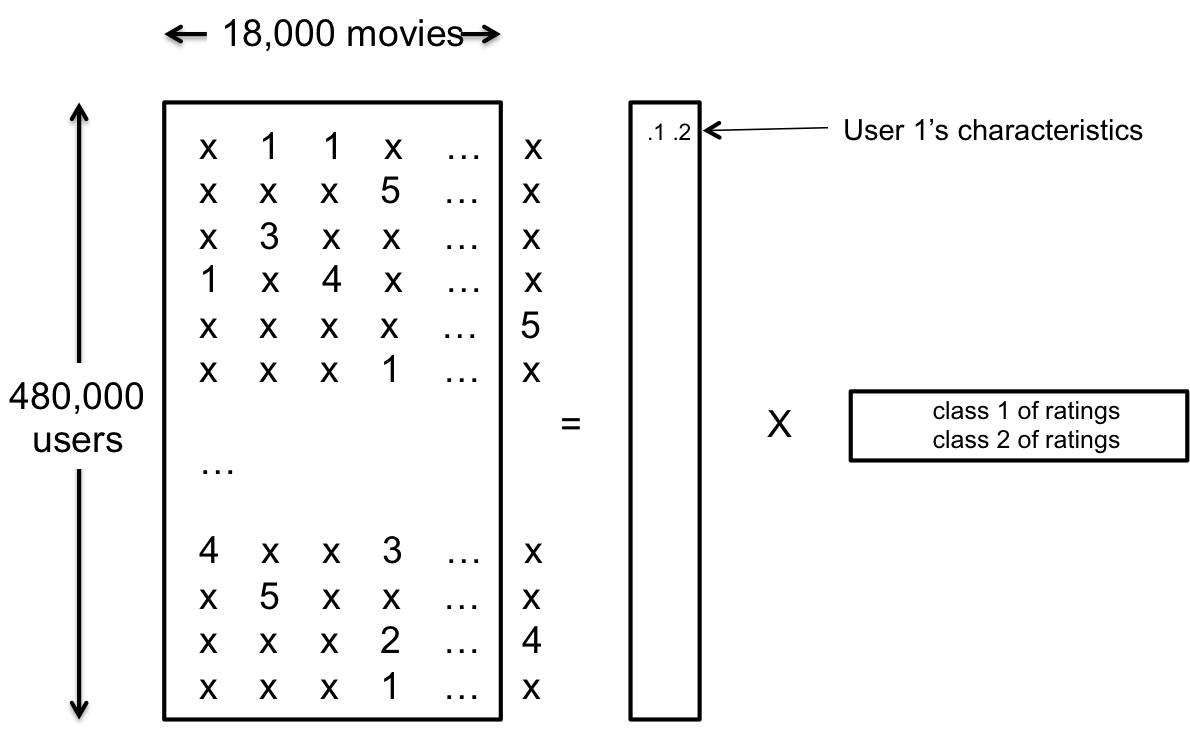 18,000 movies
x 1 1 x … x
x x x 5 … x
x 3 x x … x
1 x 4 x … x
x x x x … 5
x x x 1 … x
…
4 x x 3 … x
x 5 x x … x
x x x 2 … 4
x x x 1 … x
480,000
users
=
.1 .2
User 1’s characteristics
X
class 1 of ratings
class 2 of ratings